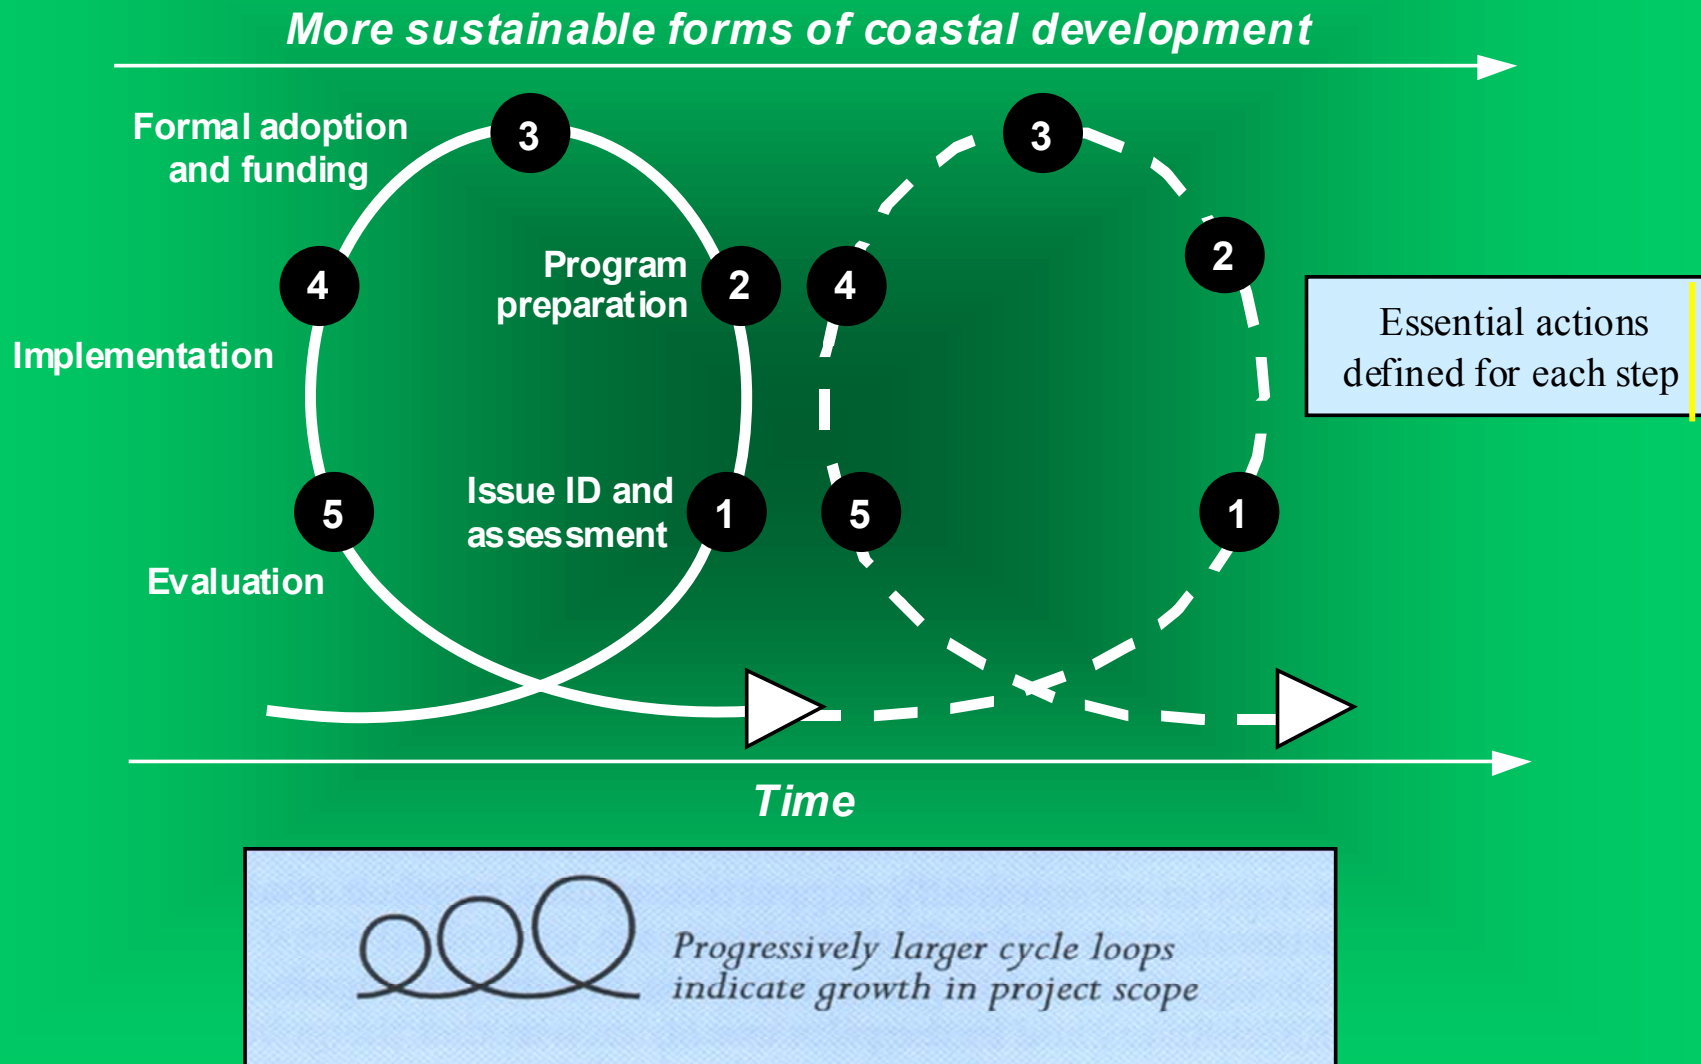 More sustainable forms of coastal development
Formal adoption
and funding
3
3
4
Program
preparation
2
4
2
Implementation
Essential actions
defined for each step
5
Issue ID and
assessment
1
5
1
Evaluation
Time
Progressively larger cycle loops
indicate growth in project scope